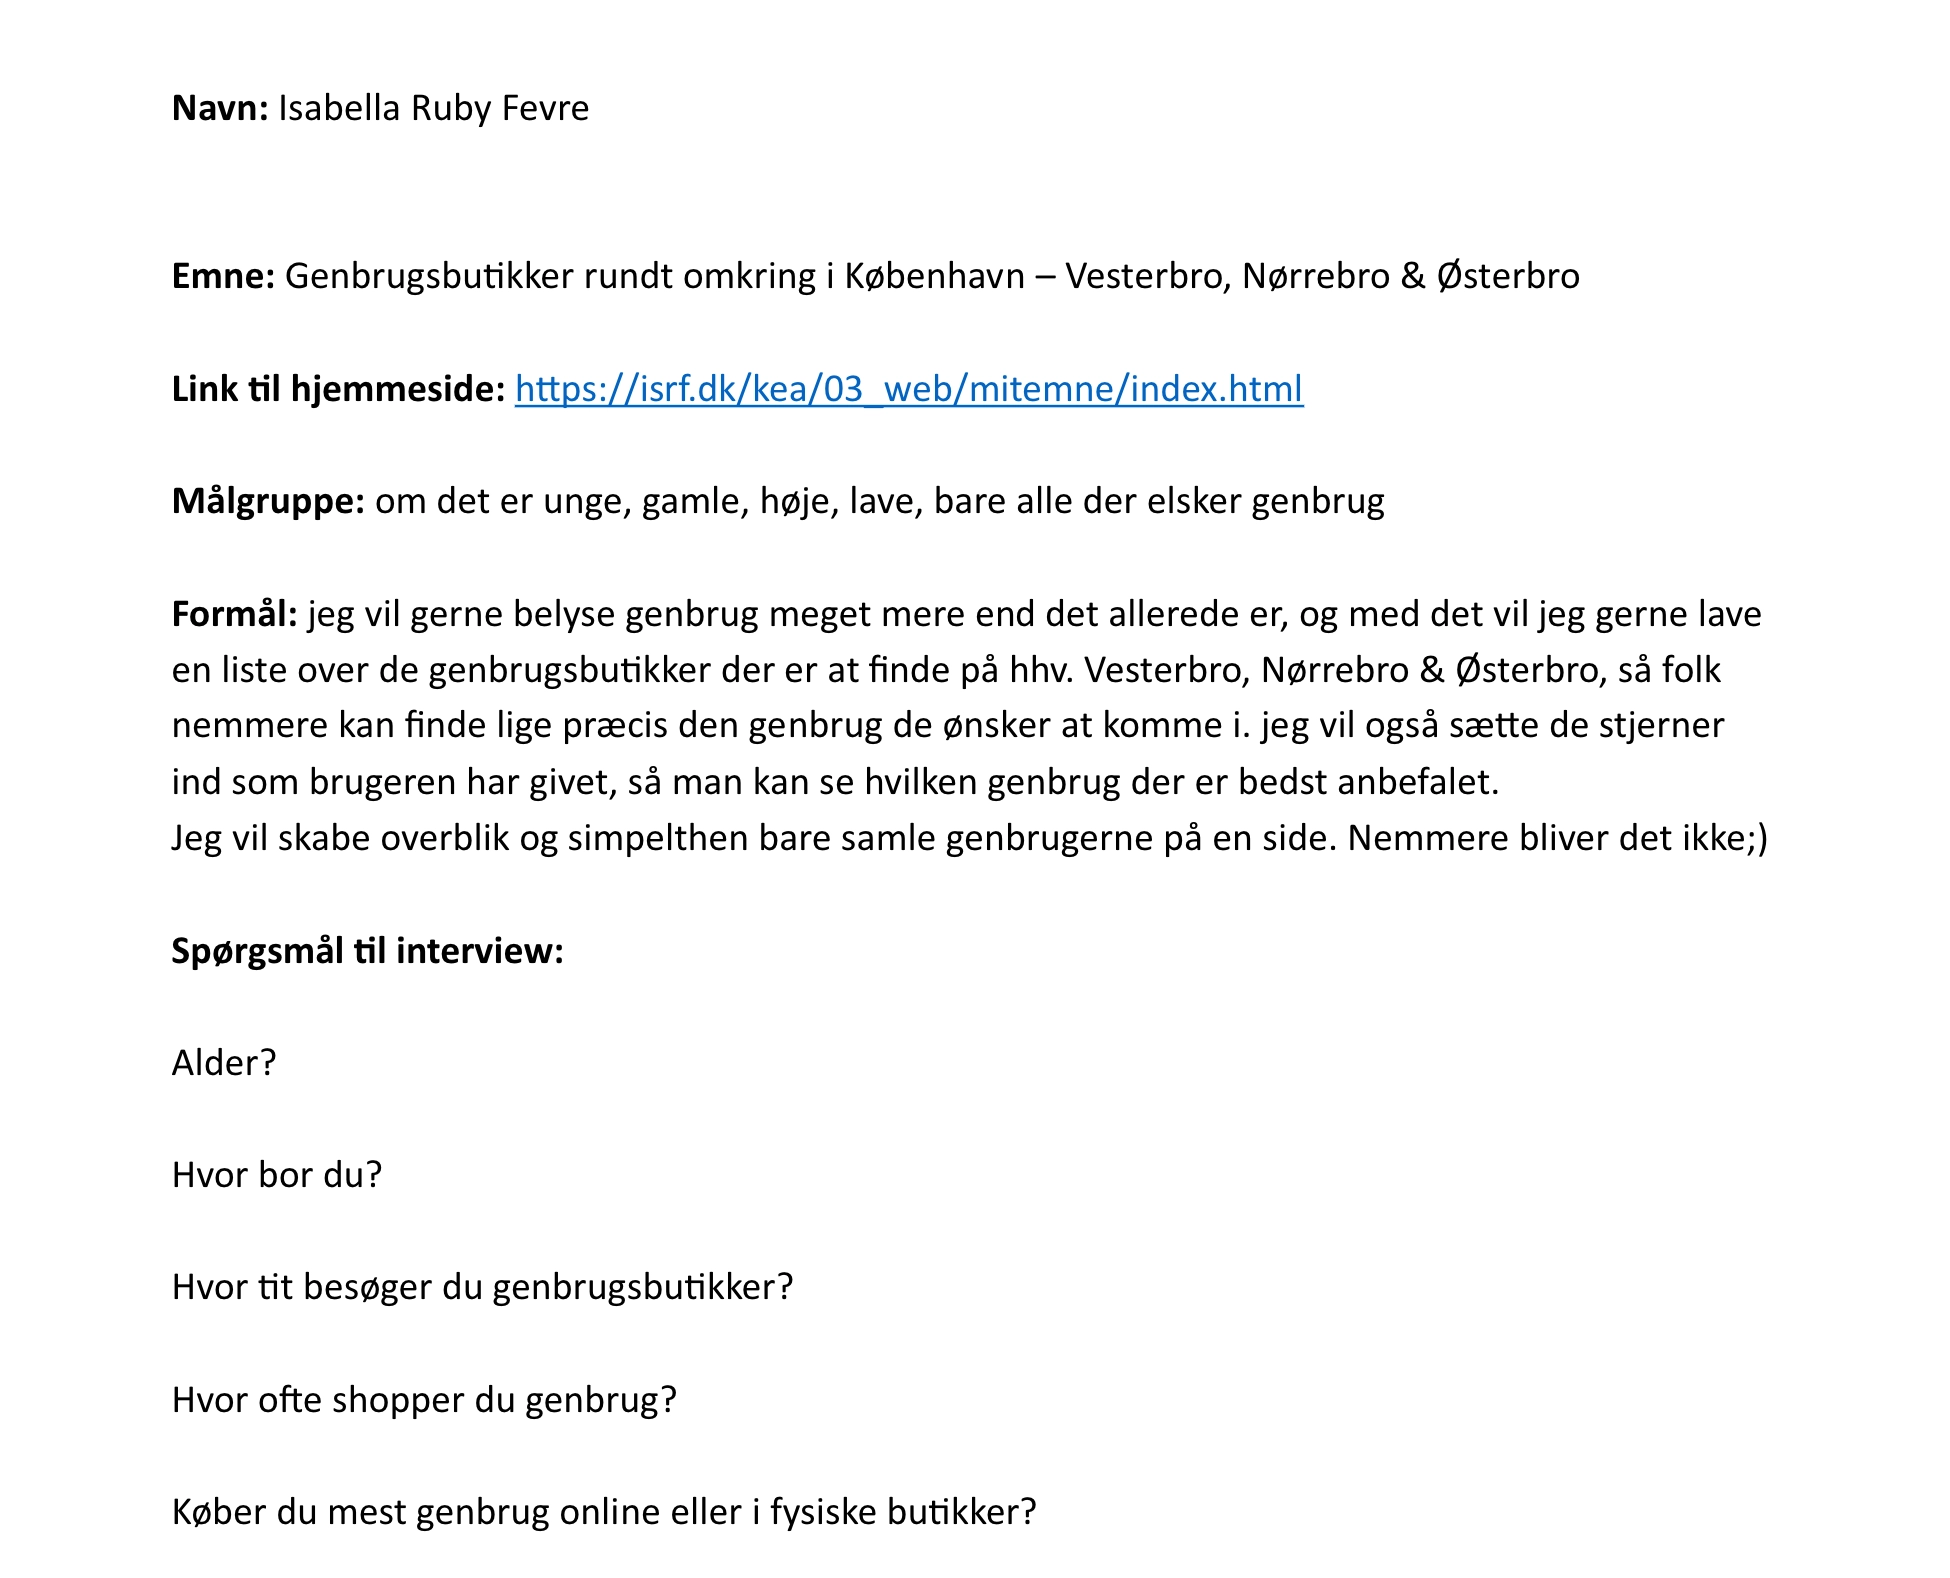 Navn: Isabella Ruby Fevre
Emne: Genbrugsbutikker rundt omkring i København – Vesterbro, Nørrebro & Østerbro
Link til hjemmeside: https://isrf.dk/kea/03_web/mitemne/index.html
Målgruppe: om det er unge, gamle, høje, lave, bare alle der elsker genbrug
Formål: jeg vil gerne belyse genbrug meget mere end det allerede er, og med det vil jeg gerne lave
en liste over de genbrugsbutikker der er at finde på hhv. Vesterbro, Nørrebro & Østerbro, så folk
nemmere kan finde lige præcis den genbrug de ønsker at komme i. jeg vil også sætte de stjerner
ind som brugeren har givet, så man kan se hvilken genbrug der er bedst anbefalet.
Jeg vil skabe overblik og simpelthen bare samle genbrugerne på en side. Nemmere bliver det ikke;)
Spørgsmål til interview:
Alder?
Hvor bor du?
Hvor tit besøger du genbrugsbutikker?
Hvor ofte shopper du genbrug?
Køber du mest genbrug online eller i fysiske butikker?